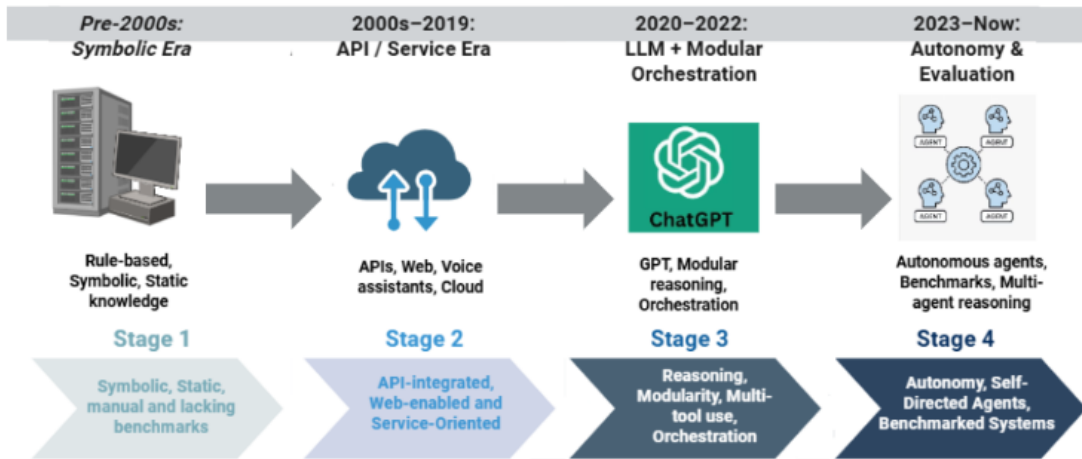 Pre-2000s:
Symbolic Era
2000s–2019:
API / Service Era
2020–2022:
LLM + Modular
Orchestration
2023–Now:
Autonomy &
Evaluation
ChatGPT
AGENT
AGENT
AGENT
AGENT
Rule-based,
Symbolic, Static
knowledge
APIs, Web, Voice
assistants, Cloud
GPT, Modular
reasoning,
Orchestration
Autonomous agents,
Benchmarks, Multi-
agent reasoning
Stage 1
Stage 2
Stage 3
Stage 4
Symbolic, Static,
manual and lacking
benchmarks
API-integrated,
Web-enabled and
Service-Oriented
Reasoning,
Modularity, Multi-
tool use,
Orchestration
Autonomy, Self-
Directed Agents,
Benchmarked Systems